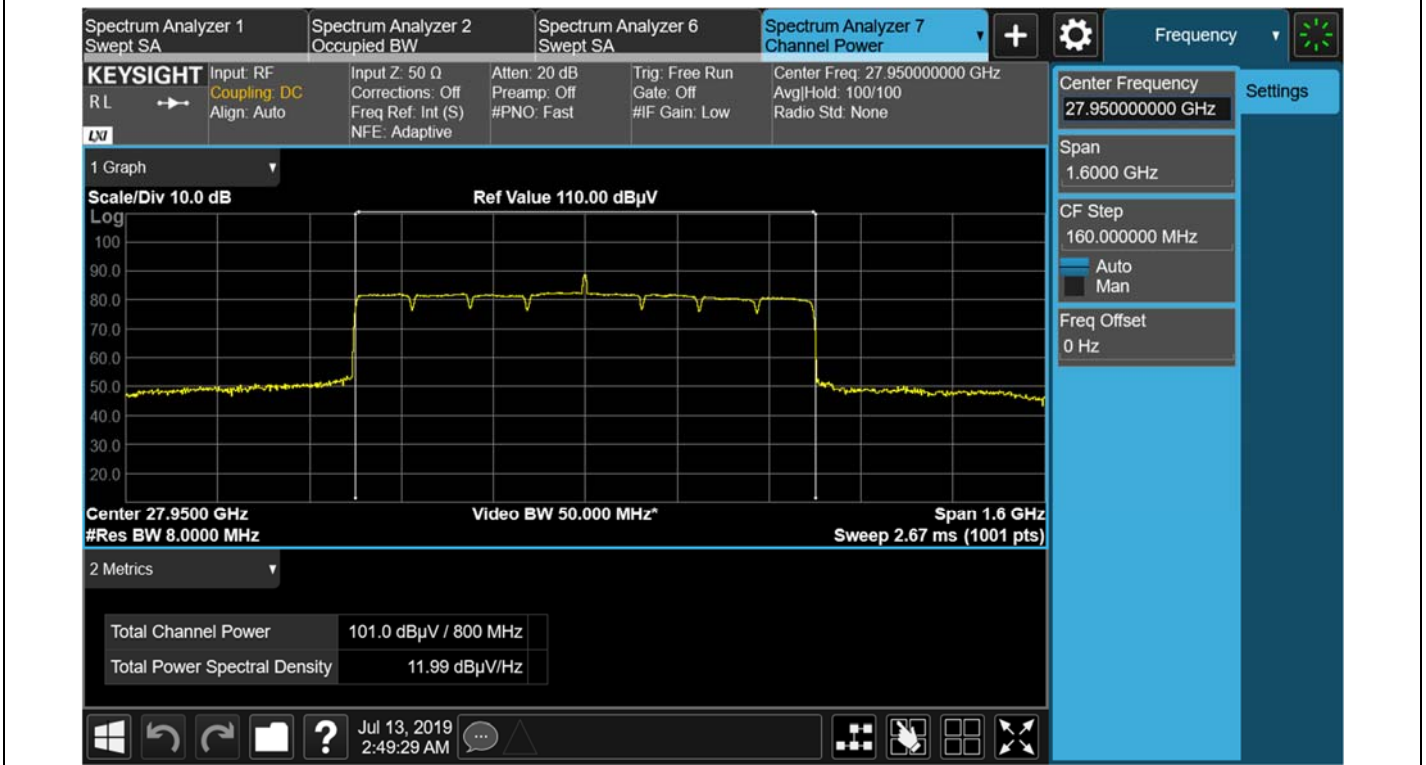 Spectrum Analyzer 1
Swept SA
Spectrum Analyzer 2
Occupied BW
Spectrum Analyzer 6
Swept SA
Spectrum Analyzer 7
Channel Power
Frequency
KEYSIGHT
R L
LXI
Input: RF
Coupling: DC
Align: Auto
Input Z: 50 Ω
Corrections: Off
Freq Ref: Int (S)
NFE: Adaptive
Atten: 20 dB
Preamp: Off
#PNO: Fast
Trig: Free Run
Gate: Off
#IF Gain: Low
Center Freq: 27.950000000 GHz
Avg|Hold: 100/100
Radio Std: None
Center Frequency
27.950000000 GHz
Settings
Span
1.6000 GHz
CF Step
160.000000 MHz
Auto
Man
Freq Offset
0 Hz
1 Graph
Scale/Div 10.0 dB
Ref Value 110.00 dBµV
Log
100
90.0
80.0
70.0
60.0
50.0
40.0
30.0
20.0
Center 27.9500 GHz
Video BW 50.000 MHz*
Span 1.6 GHz
#Res BW 8.0000 MHz
Sweep 2.67 ms (1001 pts)
2 Metrics
Total Channel Power 101.0 dBµV / 800 MHz
Total Power Spectral Density 11.99 dBµV/Hz
?
Jul 13, 2019
2:49:29 AM